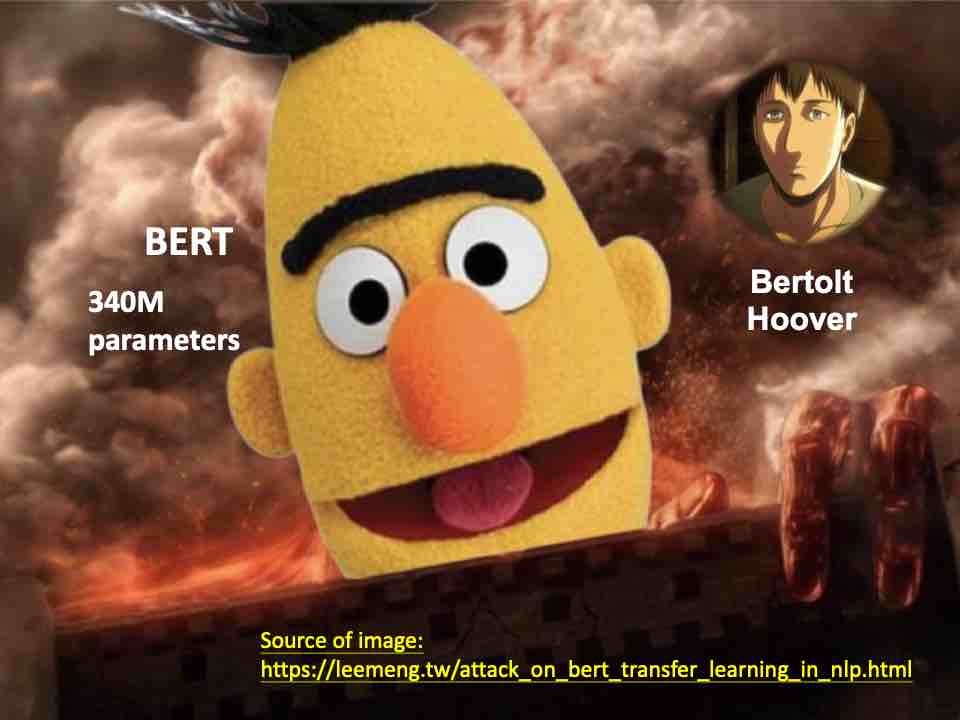 BERT
340M
parameters
Bertolt
Hoover
Source of image:
https://leemeng.tw/attack_on_bert_transfer_learning_in_nlp.html